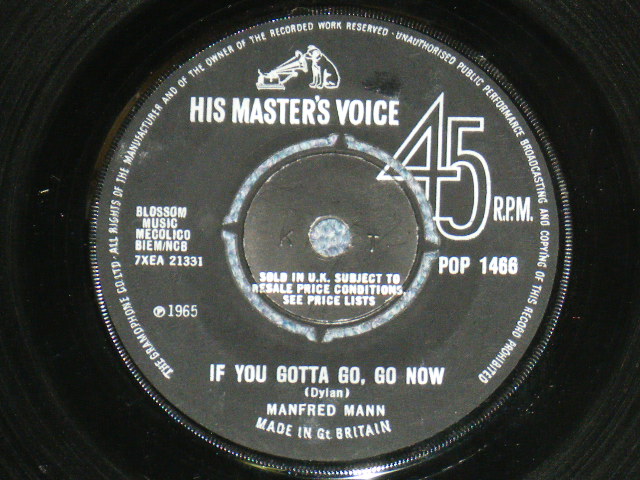 THE GRAMOPHONE CO. LTD. · ALL RIGHTS OF THE MANUFACTURER AND OF THE OWNER OF THE RECORDED WORK RESERVED · UNAUTHORISED PUBLIC PERFORMANCE BROADCASTING AND COPYING OF THIS RECORD PROHIBITED
HIS MASTER'S VOICE
45 R.P.M.
BLOSSOM
MUSIC
MECOLICO
BIEM/NCB
7XEA 21331
K T
POP 1466
SOLD IN U.K. SUBJECT TO
RESALE PRICE CONDITIONS,
SEE PRICE LISTS
℗ 1965
IF YOU GOTTA GO, GO NOW
(Dylan)
MANFRED MANN
MADE IN Gt BRITAIN